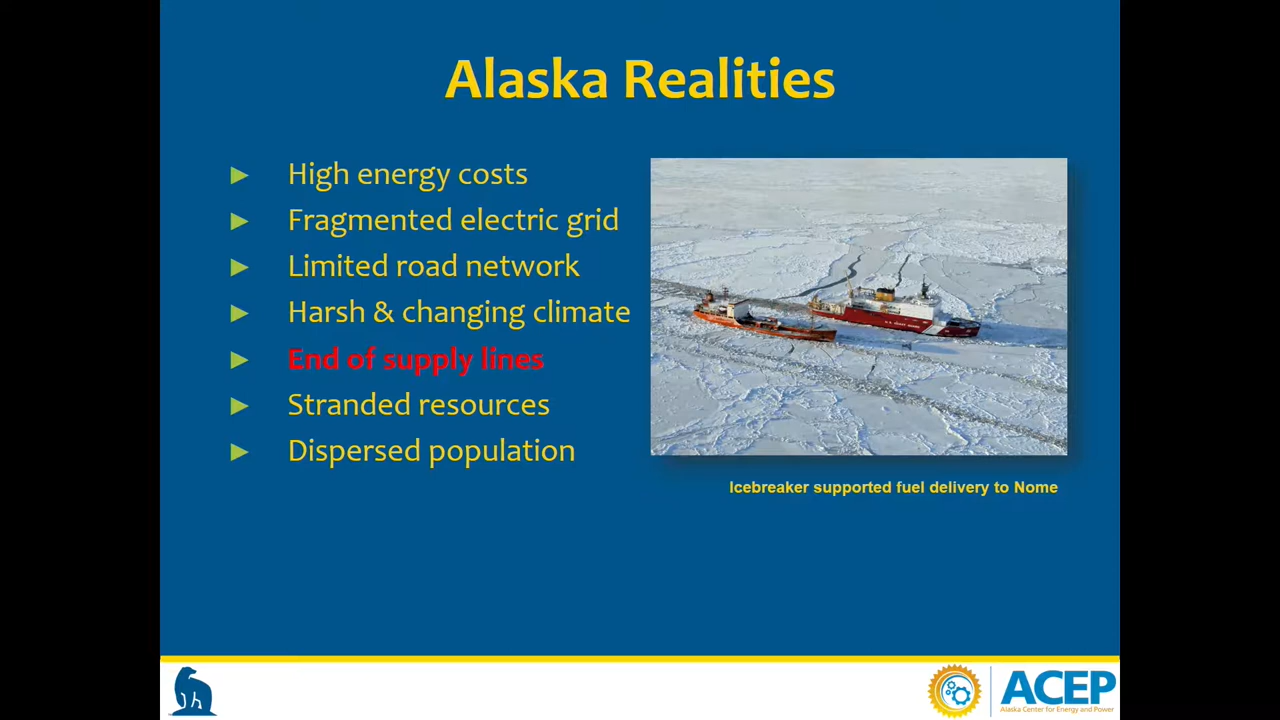 Alaska Realities
► High energy costs
► Fragmented electric grid
► Limited road network
► Harsh & changing climate
► End of supply lines
► Stranded resources
► Dispersed population
Icebreaker supported fuel delivery to Nome
ACEP
Alaska Center for Energy and Power